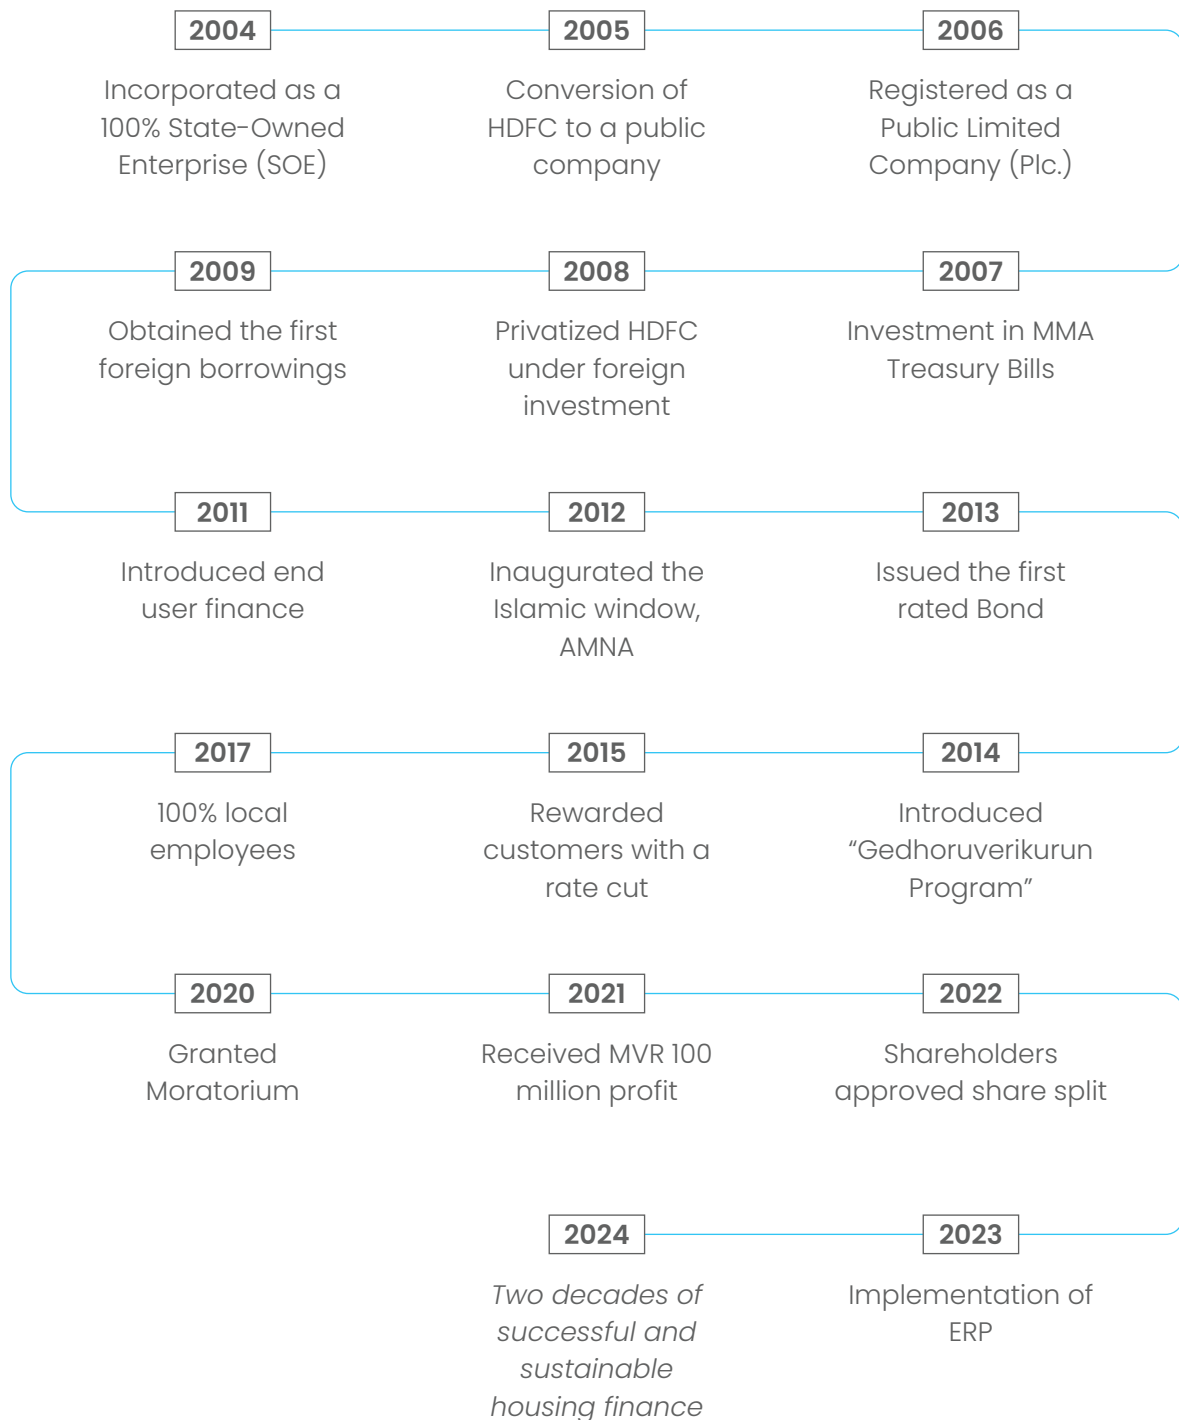 2004
Incorporated as a
100% State-Owned
Enterprise (SOE)
2005
Conversion of
HDFC to a public
company
2006
Registered as a
Public Limited
Company (Plc.)
2007
Investment in MMA
Treasury Bills
2008
Privatized HDFC
under foreign
investment
2009
Obtained the first
foreign borrowings
2011
Introduced end
user finance
2012
Inaugurated the
Islamic window,
AMNA
2013
Issued the first
rated Bond
2014
Introduced
“Gedhoruverikurun
Program”
2015
Rewarded
customers with a
rate cut
2017
100% local
employees
2020
Granted
Moratorium
2021
Received MVR 100
million profit
2022
Shareholders
approved share split
2023
Implementation of
ERP
2024
Two decades of
successful and
sustainable
housing finance